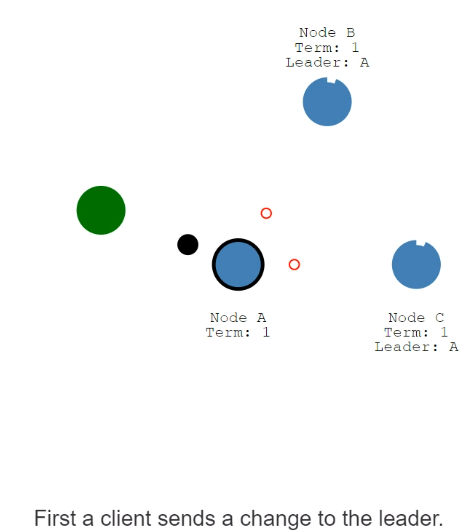 Node B
Term: 1
Leader: A
Node A
Term: 1
Node C
Term: 1
Leader: A
First a client sends a change to the leader.